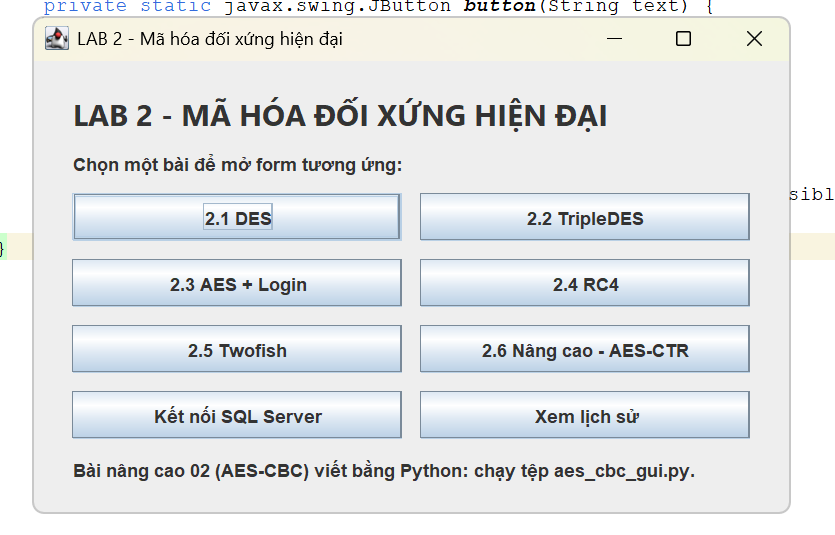 private static javax.swing.JButton button(String text) {
LAB 2 - Mã hóa đối xứng hiện đại
LAB 2 - MÃ HÓA ĐỐI XỨNG HIỆN ĐẠI
Chọn một bài để mở form tương ứng:
sibl
2.1 DES
2.2 TripleDES
}
2.3 AES + Login
2.4 RC4
2.5 Twofish
2.6 Nâng cao - AES-CTR
Kết nối SQL Server
Xem lịch sử
Bài nâng cao 02 (AES-CBC) viết bằng Python: chạy tệp aes_cbc_gui.py.